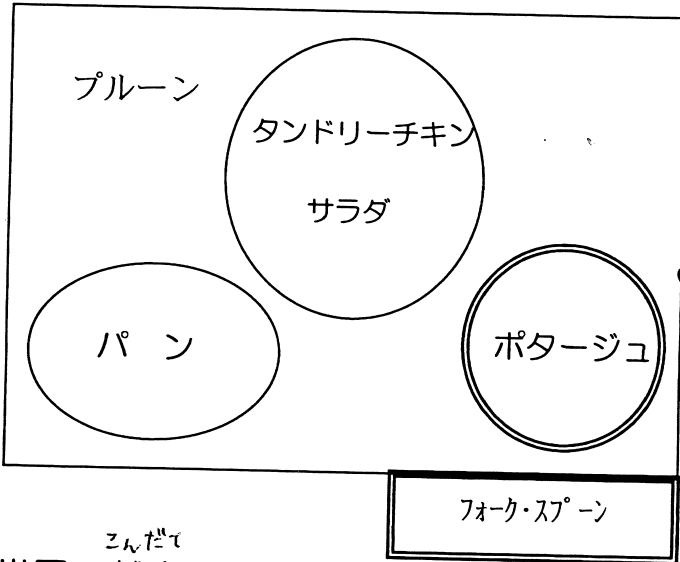 プルーン
タンドリーチキン
サラダ
パン
ポタージュ
フォーク・スプーン
こんだて